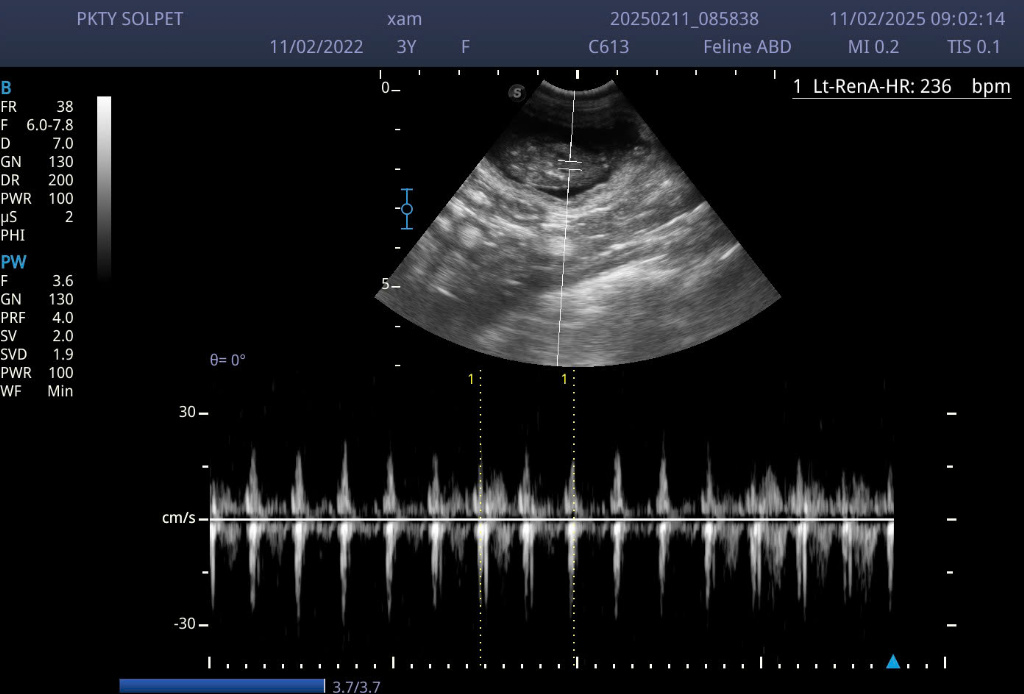 PKTY SOLPET xam 20250211_085838 11/02/2025 09:02:14
11/02/2022 3Y F C613 Feline ABD MI 0.2 TIS 0.1
1 Lt-RenA-HR: 236 bpm
B
FR 38
F 6.0-7.8
D 7.0
GN 130
DR 200
PWR 100
µS 2
PHI
PW
F 3.6
GN 130
PRF 4.0
SV 2.0
SVD 1.9
PWR 100
WF Min
0
S
5
θ= 0°
1 1
30
cm/s
-30
3.7/3.7